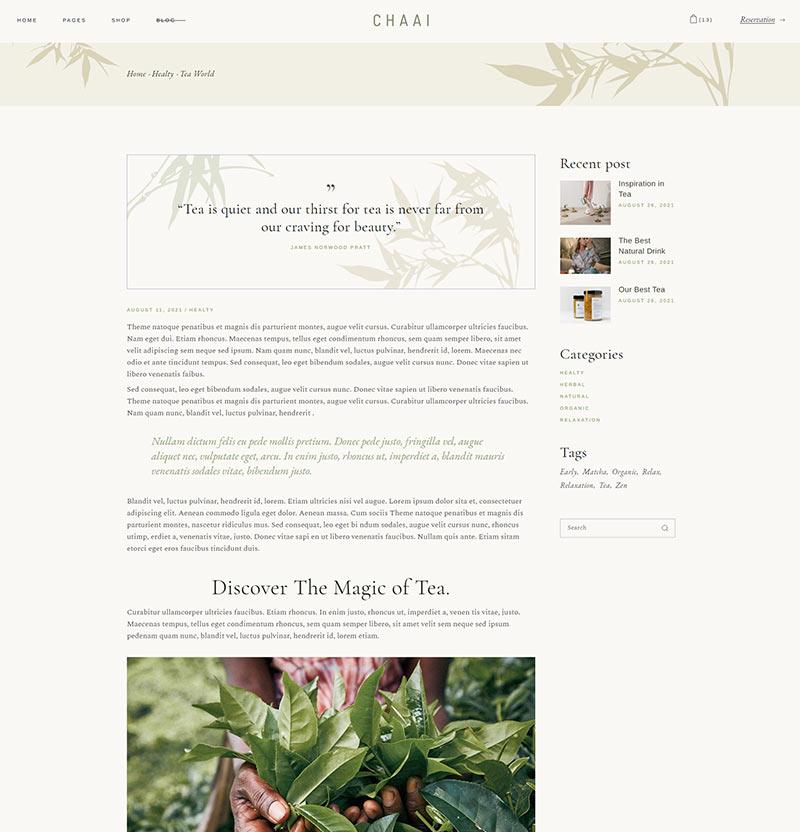 HOME PAGES SHOP BLOG CHAAI (13) Reservation →
Home - Healty - Tea World
”
“Tea is quiet and our thirst for tea is never far from
our craving for beauty.”
JAMES NORWOOD PRATT
AUGUST 11, 2021 / HEALTY
Theme natoque penatibus et magnis dis parturient montes, augue velit cursus. Curabitur ullamcorper ultricies faucibus.
Nam eget dui. Etiam rhoncus. Maecenas tempus, tellus eget condimentum rhoncus, sem quam semper libero, sit amet
velit adipiscing sem neque sed ipsum. Nam quam nunc, blandit vel, luctus pulvinar, hendrerit id, lorem. Maecenas nec
odio et ante tincidunt tempus. Sed consequat, leo eget bibendum sodales, augue velit cursus nunc. Donec vitae sapien ut
libero venenatis faibus.
Sed consequat, leo eget bibendum sodales, augue velit cursus nunc. Donec vitae sapien ut libero venenatis faucibus.
Theme natoque penatibus et magnis dis parturient montes, augue velit cursus. Curabitur ullamcorper ultricies faucibus.
Nam quam nunc, blandit vel, luctus pulvinar, hendrerit .
Nullam dictum felis eu pede mollis pretium. Donec pede justo, fringilla vel, augue
aliquet nec, vulputate eget, arcu. In enim justo, rhoncus ut, imperdiet a, blandit mauris
venenatis sodales vitae, bibendum justo.
Blandit vel, luctus pulvinar, hendrerit id, lorem. Etiam ultricies nisi vel augue. Lorem ipsum dolor sita et, consectetuer
adipiscing elit. Aenean commodo ligula eget dolor. Aenean massa. Cum sociis Theme natoque penatibus et magnis dis
parturient montes, nascetur ridiculus mus. Sed consequat, leo eget bi ndum sodales, augue velit cursus nunc, rhoncus
utimp, erdiet a, venenatis vitae, justo. Donec vitae sapi en ut libero venenatis faucibus. Nullam quis ante. Etiam sitam
etorci eget eros faucibus tincidunt duis.
Discover The Magic of Tea.
Curabitur ullamcorper ultricies faucibus. Etiam rhoncus. In enim justo, rhoncus ut, imperdiet a, venen tis vitae, justo.
Maecenas tempus, tellus eget condimentum rhoncus, sem quam semper libero, sit amet velit sem neque sed ipsum
pedenam quam nunc, blandit vel, luctus pulvinar, hendrerit id, lorem etiam.
Recent post
Inspiration in
Tea
AUGUST 26, 2021
The Best
Natural Drink
AUGUST 26, 2021
Our Best Tea
AUGUST 26, 2021
Categories
HEALTY
HERBAL
NATURAL
ORGANIC
RELAXATION
Tags
Early, Matcha, Organic, Relax,
Relaxation, Tea, Zen
Search